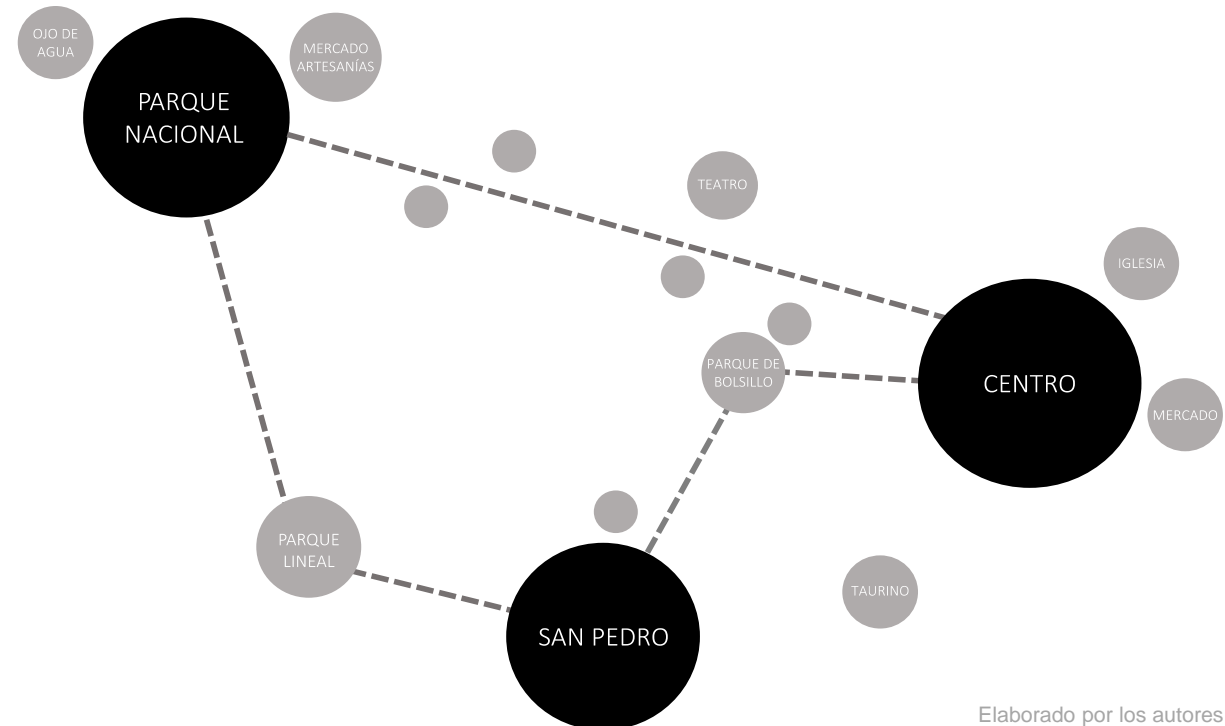 OJO DE
AGUA
PARQUE
NACIONAL
MERCADO
ARTESANÍAS
TEATRO
IGLESIA
PARQUE DE
BOLSILLO
CENTRO
MERCADO
PARQUE
LINEAL
SAN PEDRO
TAURINO
Elaborado por los autores